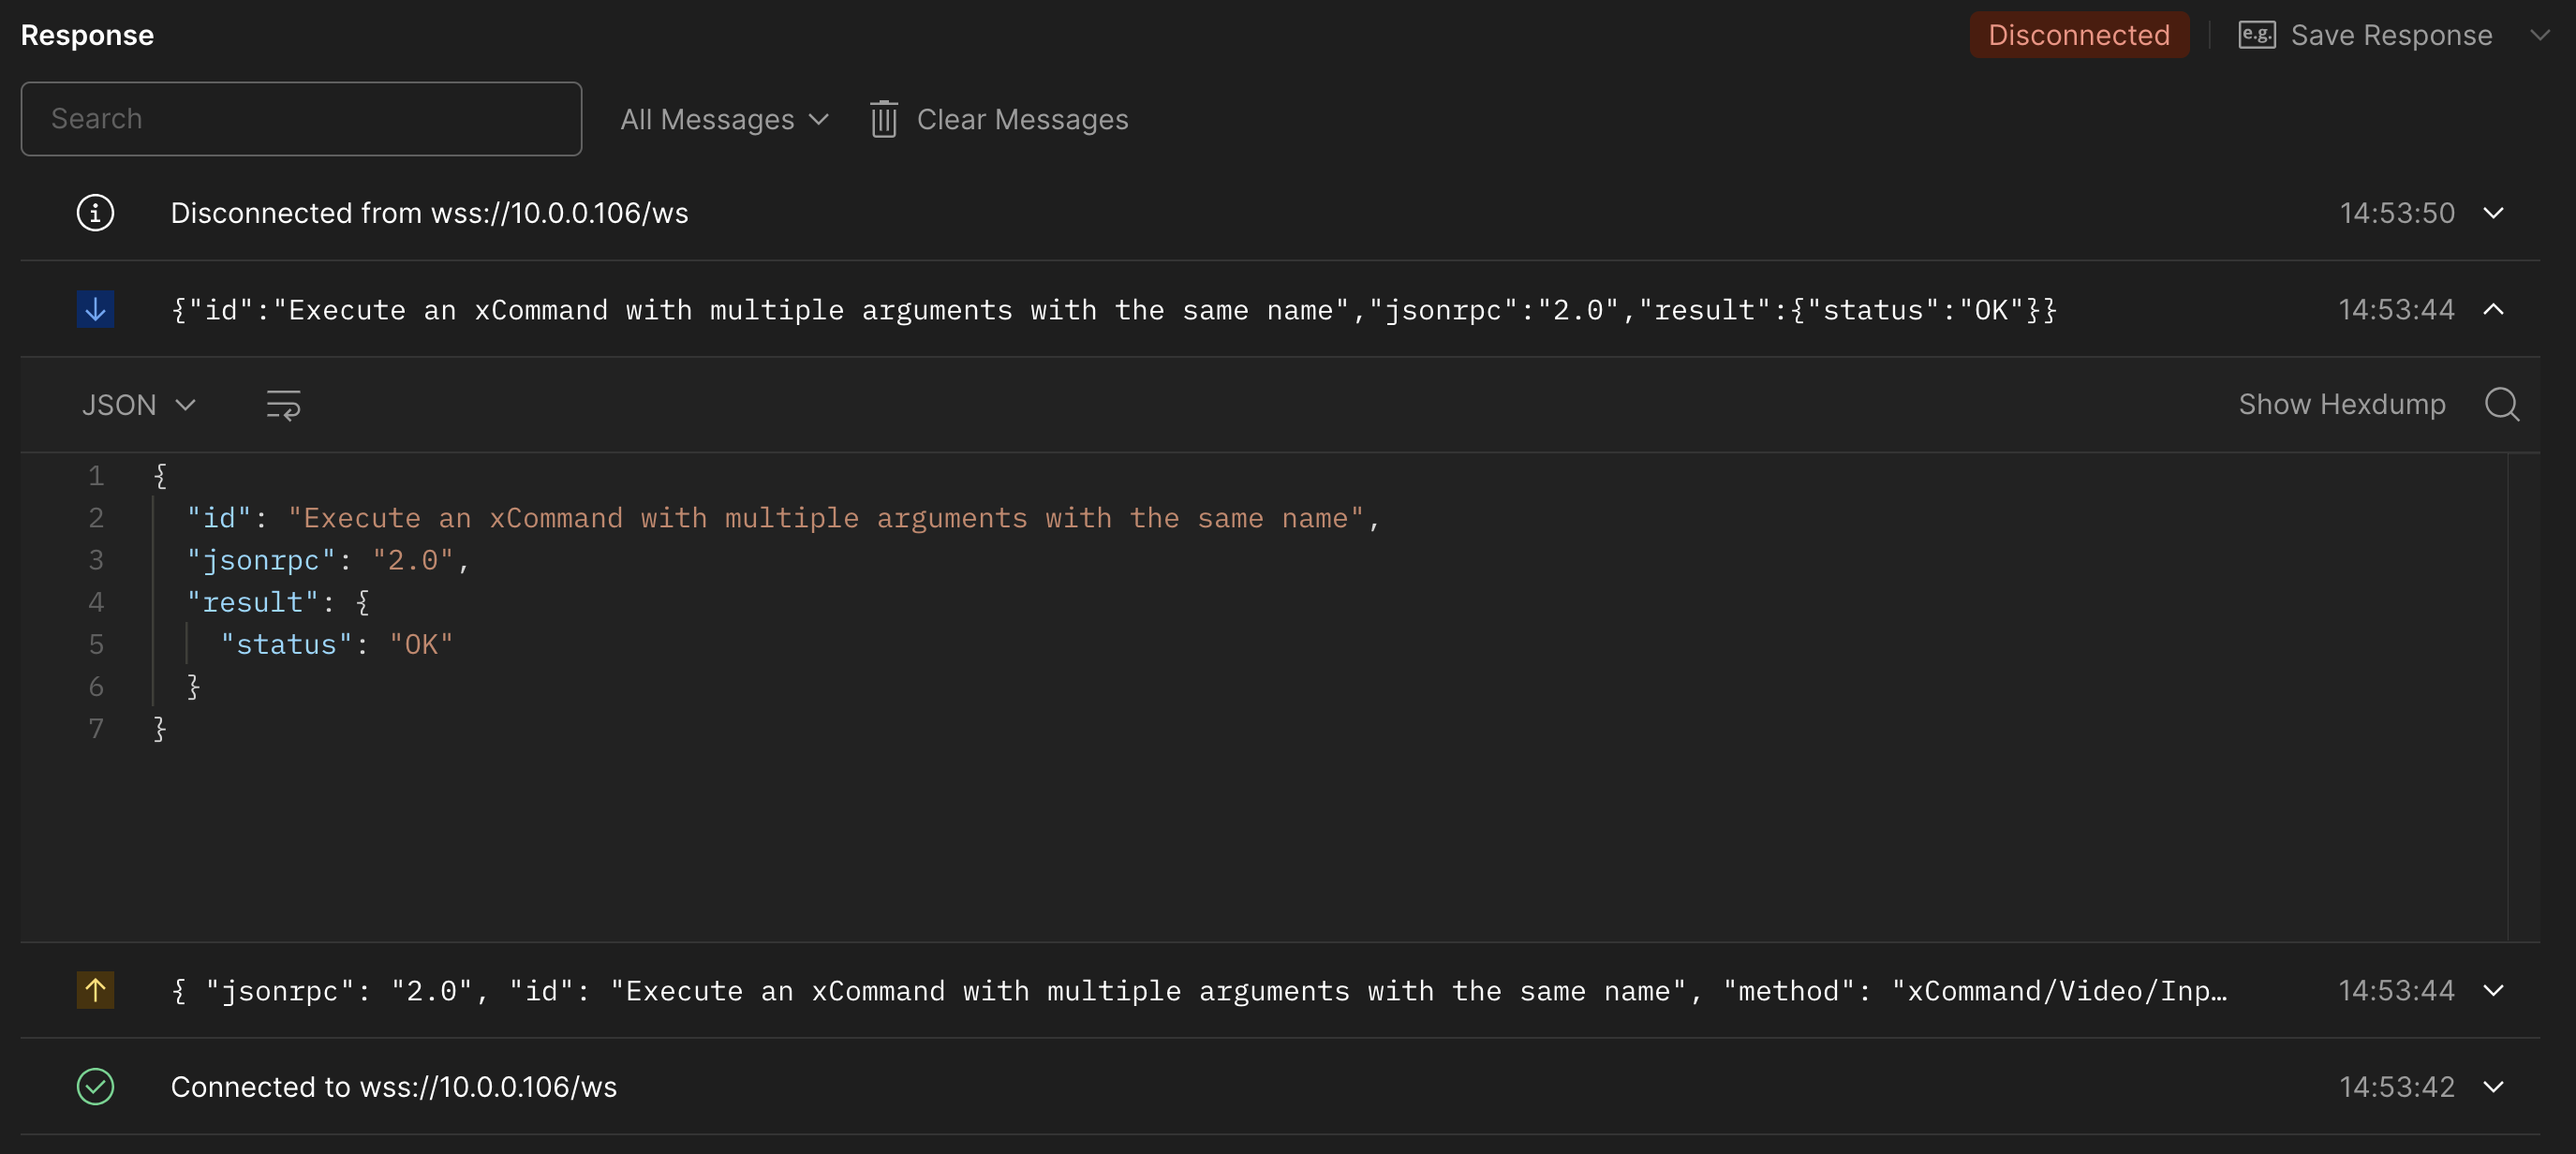 Response
Disconnected
e.g. Save Response
Search
All Messages
Clear Messages
Disconnected from wss://10.0.0.106/ws 14:53:50
{"id":"Execute an xCommand with multiple arguments with the same name","jsonrpc":"2.0","result":{"status":"OK"}} 14:53:44
JSON
Show Hexdump
1 {
2 "id": "Execute an xCommand with multiple arguments with the same name",
3 "jsonrpc": "2.0",
4 "result": {
5 "status": "OK"
6 }
7 }
{ "jsonrpc": "2.0", "id": "Execute an xCommand with multiple arguments with the same name", "method": "xCommand/Video/Inp… 14:53:44
Connected to wss://10.0.0.106/ws 14:53:42